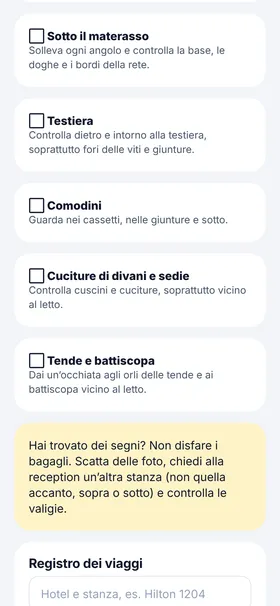 Sotto il materasso
Solleva ogni angolo e controlla la base, le
doghe e i bordi della rete.
Testiera
Controlla dietro e intorno alla testiera,
soprattutto fori delle viti e giunture.
Comodini
Guarda nei cassetti, nelle giunture e sotto.
Cuciture di divani e sedie
Controlla cuscini e cuciture, soprattutto vicino
al letto.
Tende e battiscopa
Dai un’occhiata agli orli delle tende e ai
battiscopa vicino al letto.
Hai trovato dei segni? Non disfare i
bagagli. Scatta delle foto, chiedi alla
reception un’altra stanza (non quella
accanto, sopra o sotto) e controlla le
valigie.
Registro dei viaggi
Hotel e stanza, es. Hilton 1204